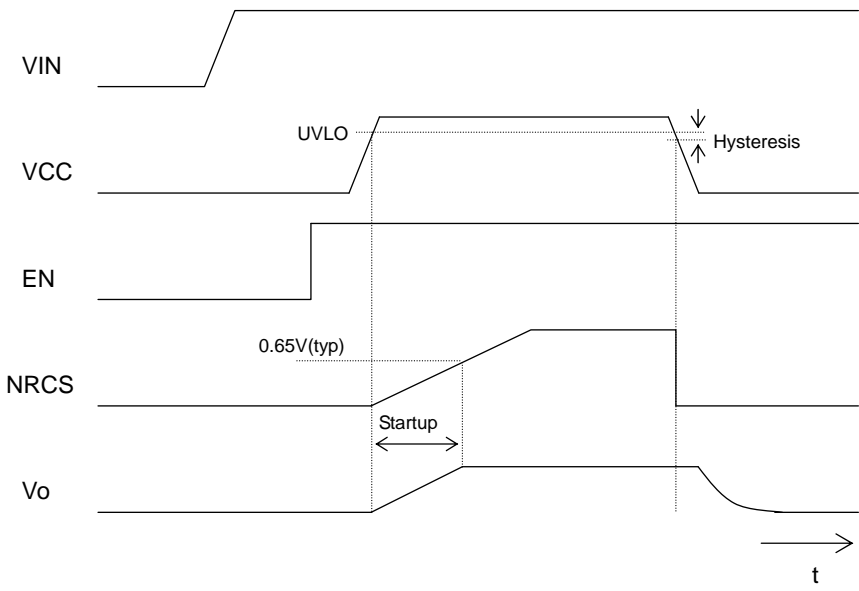 VIN
UVLO
Hysteresis
VCC
EN
0.65V(typ)
NRCS
Startup
Vo
t